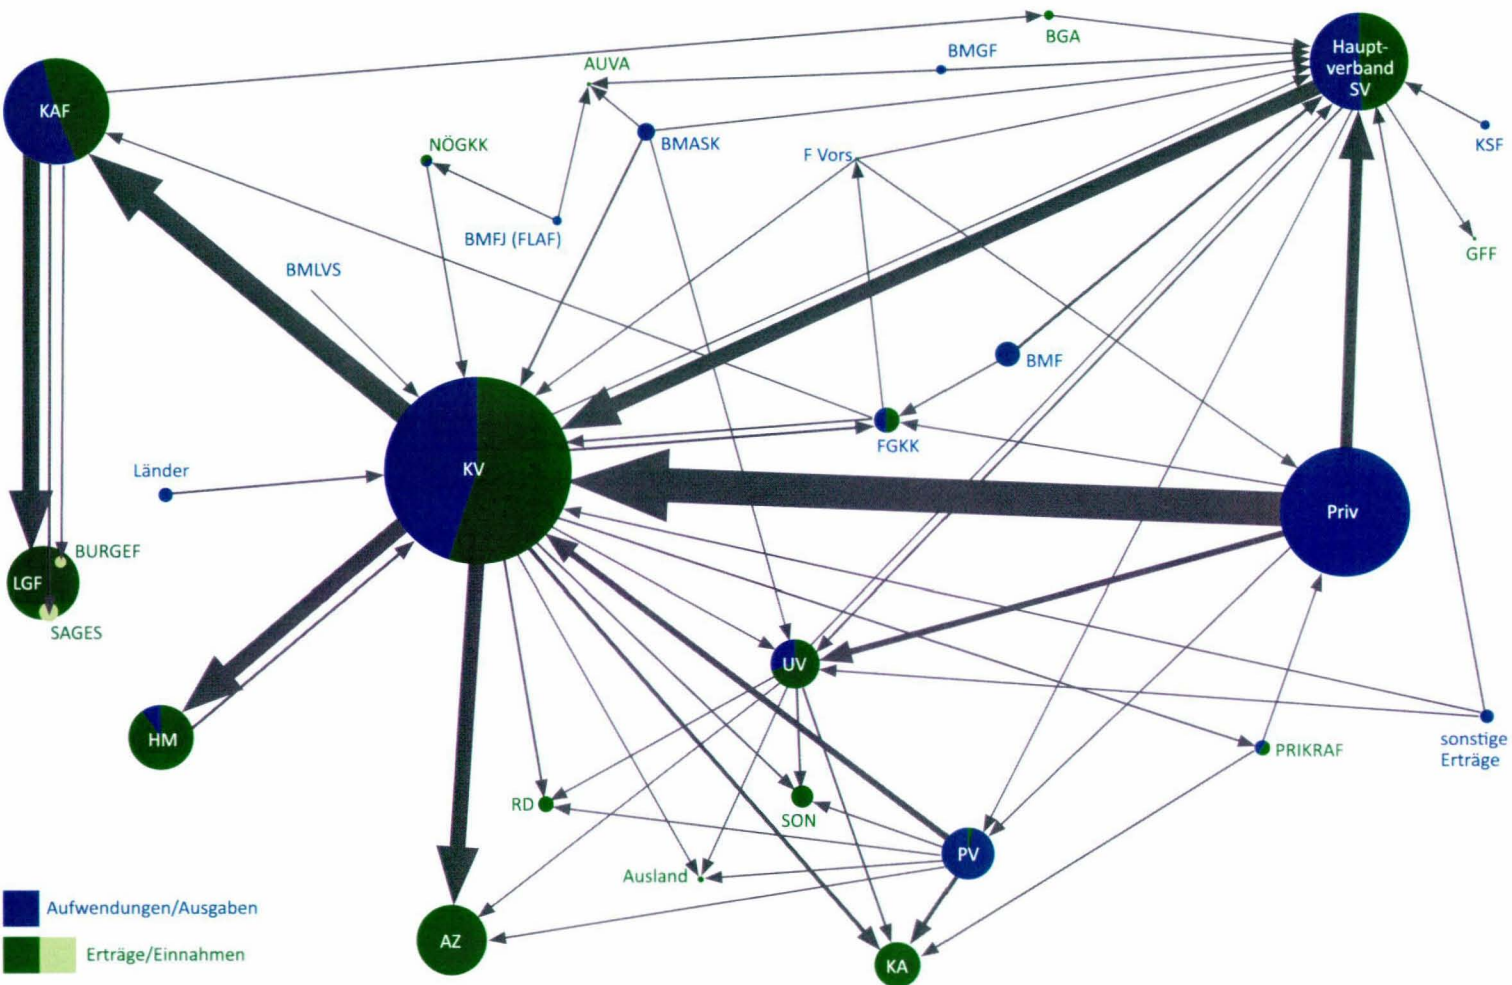 BGA
Haupt-
verband
SV
BMGF
AUVA
KAF
KSF
BMASK
NÖGKK
F Vors.
BMFJ (FLAF)
GFF
BMLVS
BMF
FGKK
KV
Länder
Priv
BURGEF
LGF
SAGES
UV
HM
sonstige
Erträge
PRIKRAF
RD
SON
PV
Ausland
Aufwendungen/Ausgaben
AZ
Erträge/Einnahmen
KA